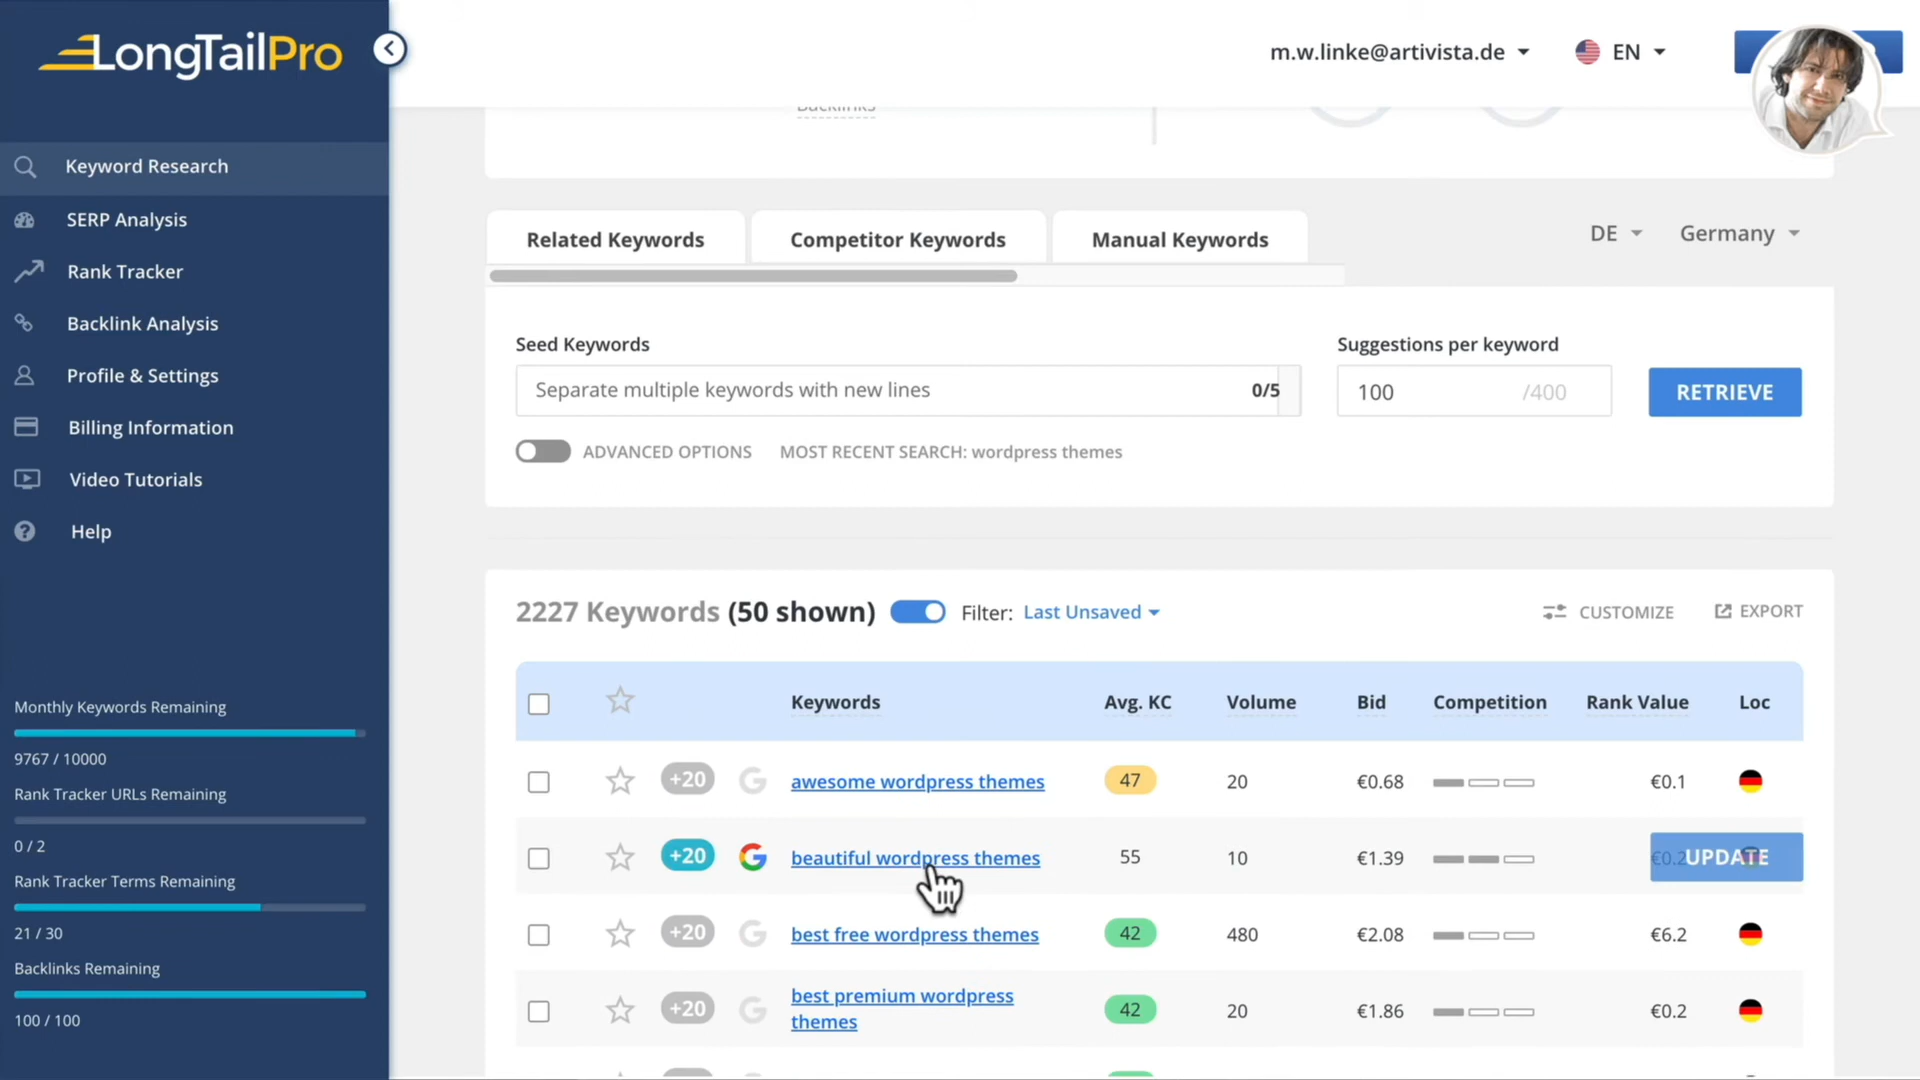 LongTailPro
m.w.linke@artivista.de
EN
Backlinks
Keyword Research
SERP Analysis
Rank Tracker
Backlink Analysis
Profile & Settings
Billing Information
Video Tutorials
Help
Monthly Keywords Remaining
9767 / 10000
Rank Tracker URLs Remaining
0 / 2
Rank Tracker Terms Remaining
21 / 30
Backlinks Remaining
100 / 100
Related Keywords
Competitor Keywords
Manual Keywords
DE
Germany
Seed Keywords
Suggestions per keyword
Separate multiple keywords with new lines
0/5
100 /400
RETRIEVE
ADVANCED OPTIONS
MOST RECENT SEARCH: wordpress themes
2227 Keywords (50 shown)
Filter: Last Unsaved
CUSTOMIZE
EXPORT
Keywords Avg. KC Volume Bid Competition Rank Value Loc
+20 awesome wordpress themes 47 20 €0.68 €0.1
+20 beautiful wordpress themes 55 10 €1.39 UPDATE
+20 best free wordpress themes 42 480 €2.08 €6.2
+20 best premium wordpress
themes 42 20 €1.86 €0.2